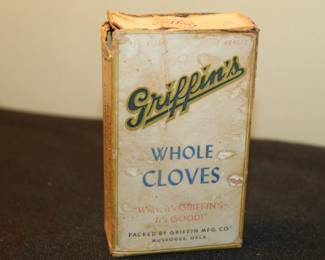 Griffin's
WHOLE
CLOVES
"When it's GRIFFIN'S
It's GOOD!"
PACKED BY GRIFFIN MFG. CO.
MUSKOGEE, OKLA.